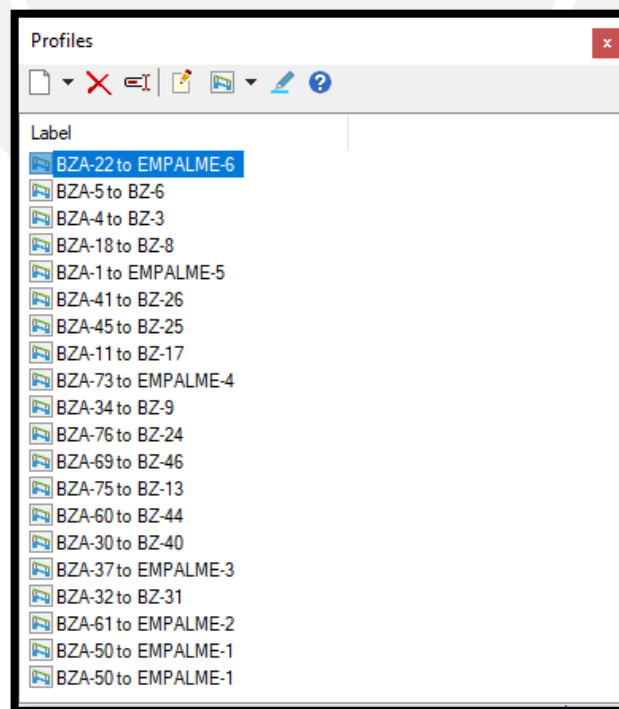 Profiles
x
?
Label
BZA-22 to EMPALME-6
BZA-5 to BZ-6
BZA-4 to BZ-3
BZA-18 to BZ-8
BZA-1 to EMPALME-5
BZA-41 to BZ-26
BZA-45 to BZ-25
BZA-11 to BZ-17
BZA-73 to EMPALME-4
BZA-34 to BZ-9
BZA-76 to BZ-24
BZA-69 to BZ-46
BZA-75 to BZ-13
BZA-60 to BZ-44
BZA-30 to BZ-40
BZA-37 to EMPALME-3
BZA-32 to BZ-31
BZA-61 to EMPALME-2
BZA-50 to EMPALME-1
BZA-50 to EMPALME-1